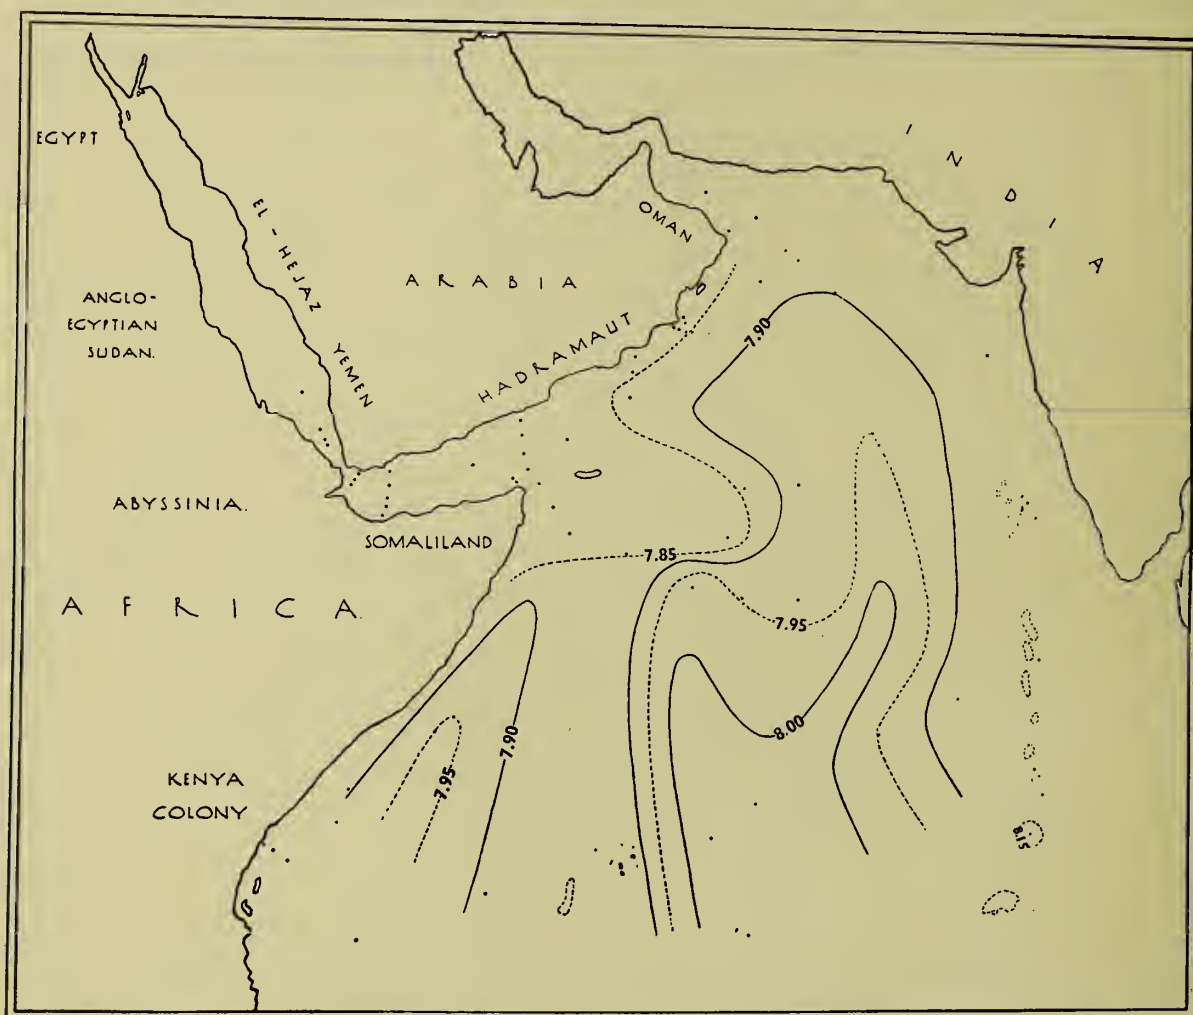 EGYPT
EL-HEJAZ
YEMEN
ANGLO-
EGYPTIAN
SUDAN.
ARABIA
OMAN
HADRAMAUT
INDIA
7.90
ABYSSINIA.
SOMALILAND
7.85
AFRICA.
7.95
8.00
7.90
7.95
KENYA
COLONY
8.15